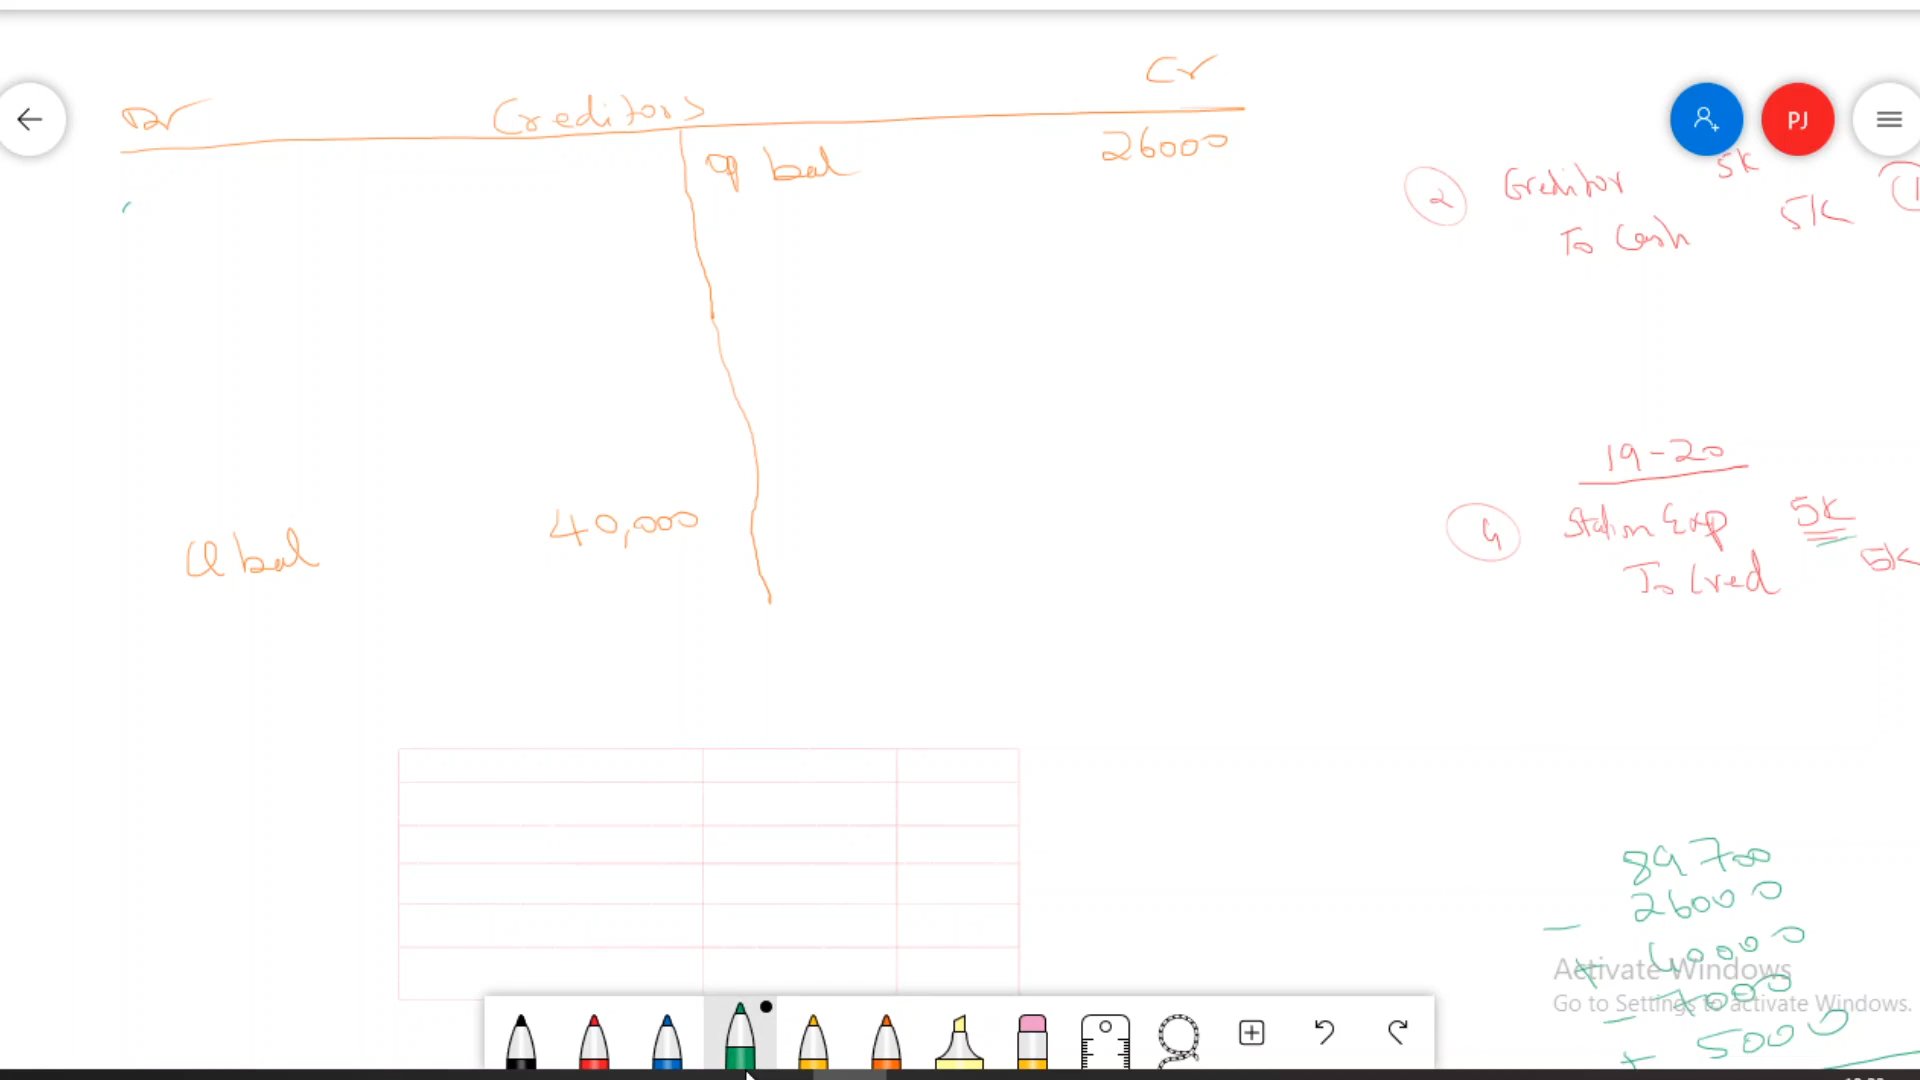 Dr Creditors Cr
Op bal 26000
Cl bal 40,000
PJ
2 Creditor 5K
To Cash 5K
19-20
4 Station Exp 5K
To Cred 5K
89700
- 26000
+ 40000
- 7000
+ 5000
Activate Windows
Go to Settings to activate Windows.